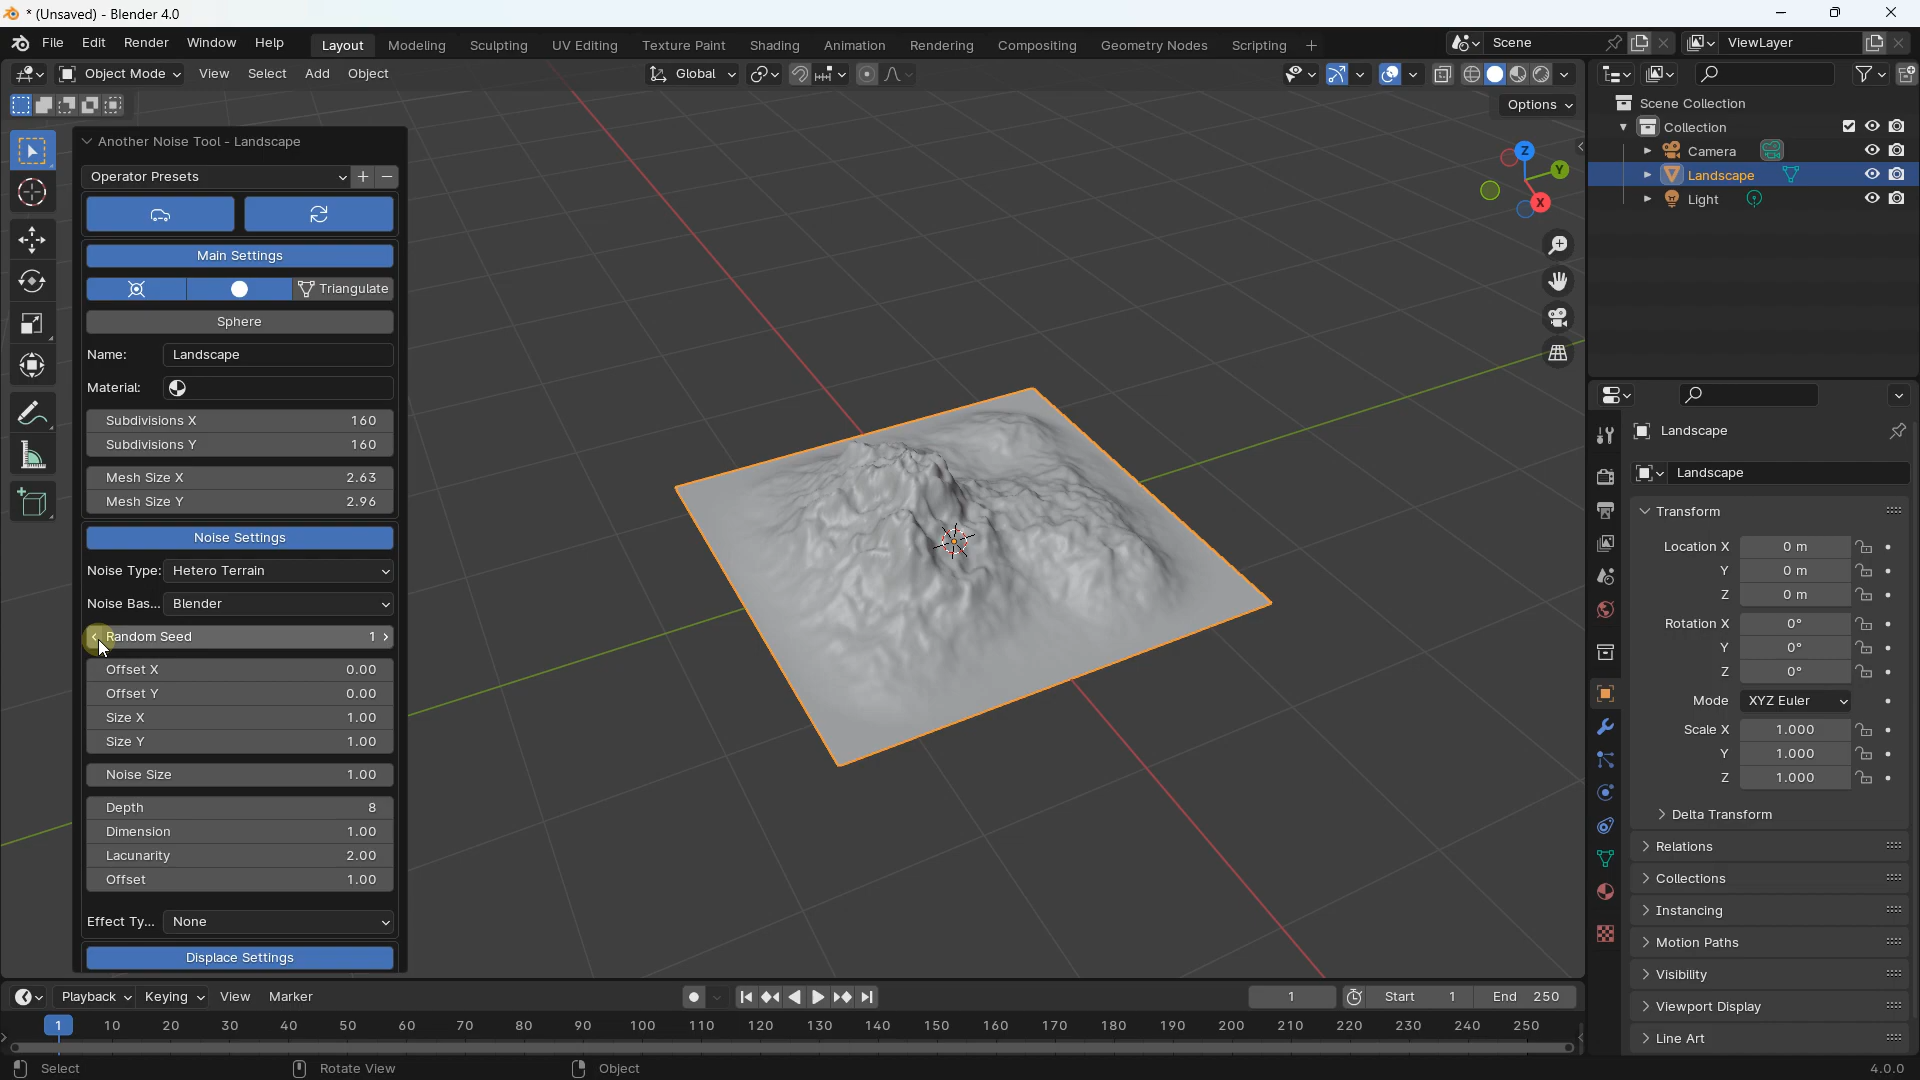 * (Unsaved) - Blender 4.0
File Edit Render Window Help Layout Modeling Sculpting UV Editing Texture Paint Shading Animation Rendering Compositing Geometry Nodes Scripting + Scene ViewLayer
Object Mode View Select Add Object Global
Options
Another Noise Tool - Landscape
Operator Presets + −
Main Settings
Triangulate
Sphere
Name: Landscape
Material:
Subdivisions X 160
Subdivisions Y 160
Mesh Size X 2.63
Mesh Size Y 2.96
Noise Settings
Noise Type: Hetero Terrain
Noise Bas... Blender
Random Seed 1
Offset X 0.00
Offset Y 0.00
Size X 1.00
Size Y 1.00
Noise Size 1.00
Depth 8
Dimension 1.00
Lacunarity 2.00
Offset 1.00
Effect Ty... None
Displace Settings
Z
Y
X
Scene Collection
Collection
Camera
Landscape
Light
Landscape
Landscape
Transform
Location X 0 m
Y 0 m
Z 0 m
Rotation X 0°
Y 0°
Z 0°
Mode XYZ Euler
Scale X 1.000
Y 1.000
Z 1.000
Delta Transform
Relations
Collections
Instancing
Motion Paths
Visibility
Viewport Display
Line Art
Playback Keying View Marker 1 Start 1 End 250
1 10 20 30 40 50 60 70 80 90 100 110 120 130 140 150 160 170 180 190 200 210 220 230 240 250
Select Rotate View Object 4.0.0